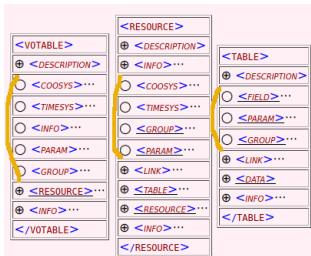 <VOTABLE>
⊕ <DESCRIPTION>
○ <COOSYS>···
○ <TIMESYS>···
○ <INFO>···
○ <PARAM>···
○ <GROUP>···
⊕ <RESOURCE>···
⊕ <INFO>···
</VOTABLE>
<RESOURCE>
⊕ <DESCRIPTION>
⊕ <INFO>···
○ <COOSYS>···
○ <TIMESYS>···
○ <GROUP>···
○ <PARAM>···
⊕ <LINK>···
⊕ <TABLE>···
⊕ <RESOURCE>···
⊕ <INFO>···
</RESOURCE>
<TABLE>
⊕ <DESCRIPTION>
○ <FIELD>···
○ <PARAM>···
○ <GROUP>···
⊕ <LINK>···
⊕ <DATA>
⊕ <INFO>···
</TABLE>